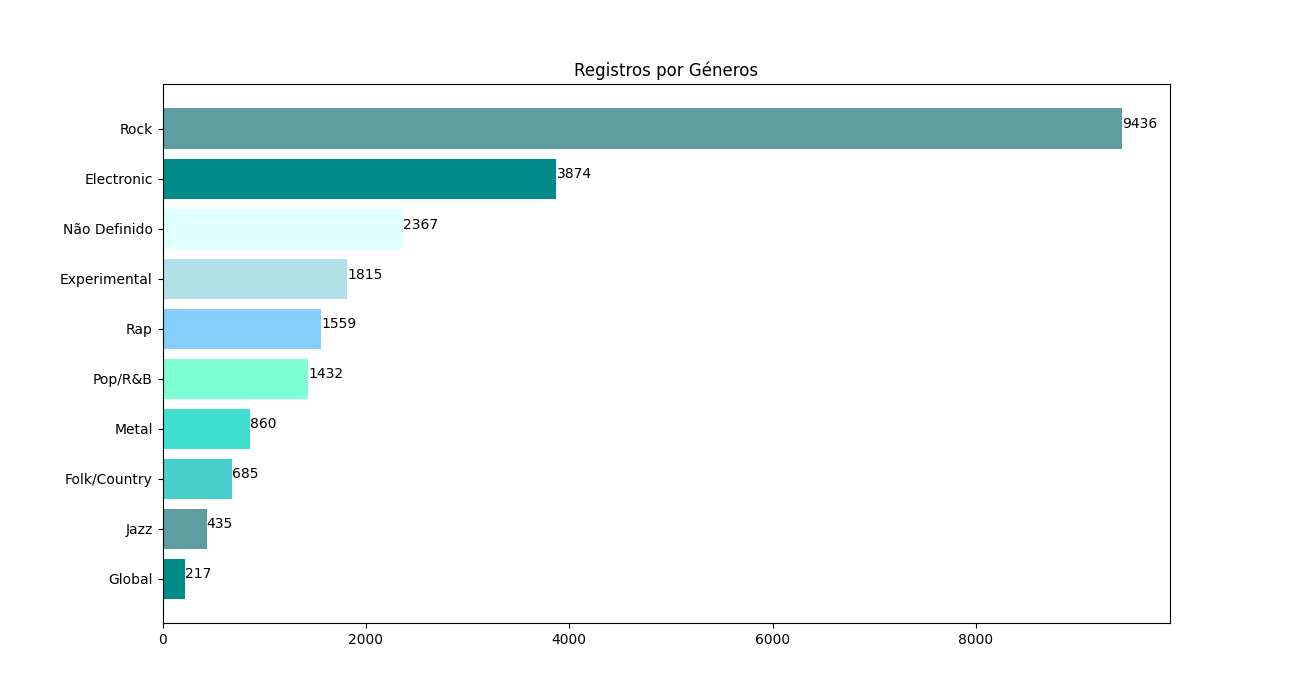 Registros por Géneros
Rock 9436
Electronic 3874
Não Definido 2367
Experimental 1815
Rap 1559
Pop/R&B 1432
Metal 860
Folk/Country 685
Jazz 435
Global 217
0 2000 4000 6000 8000